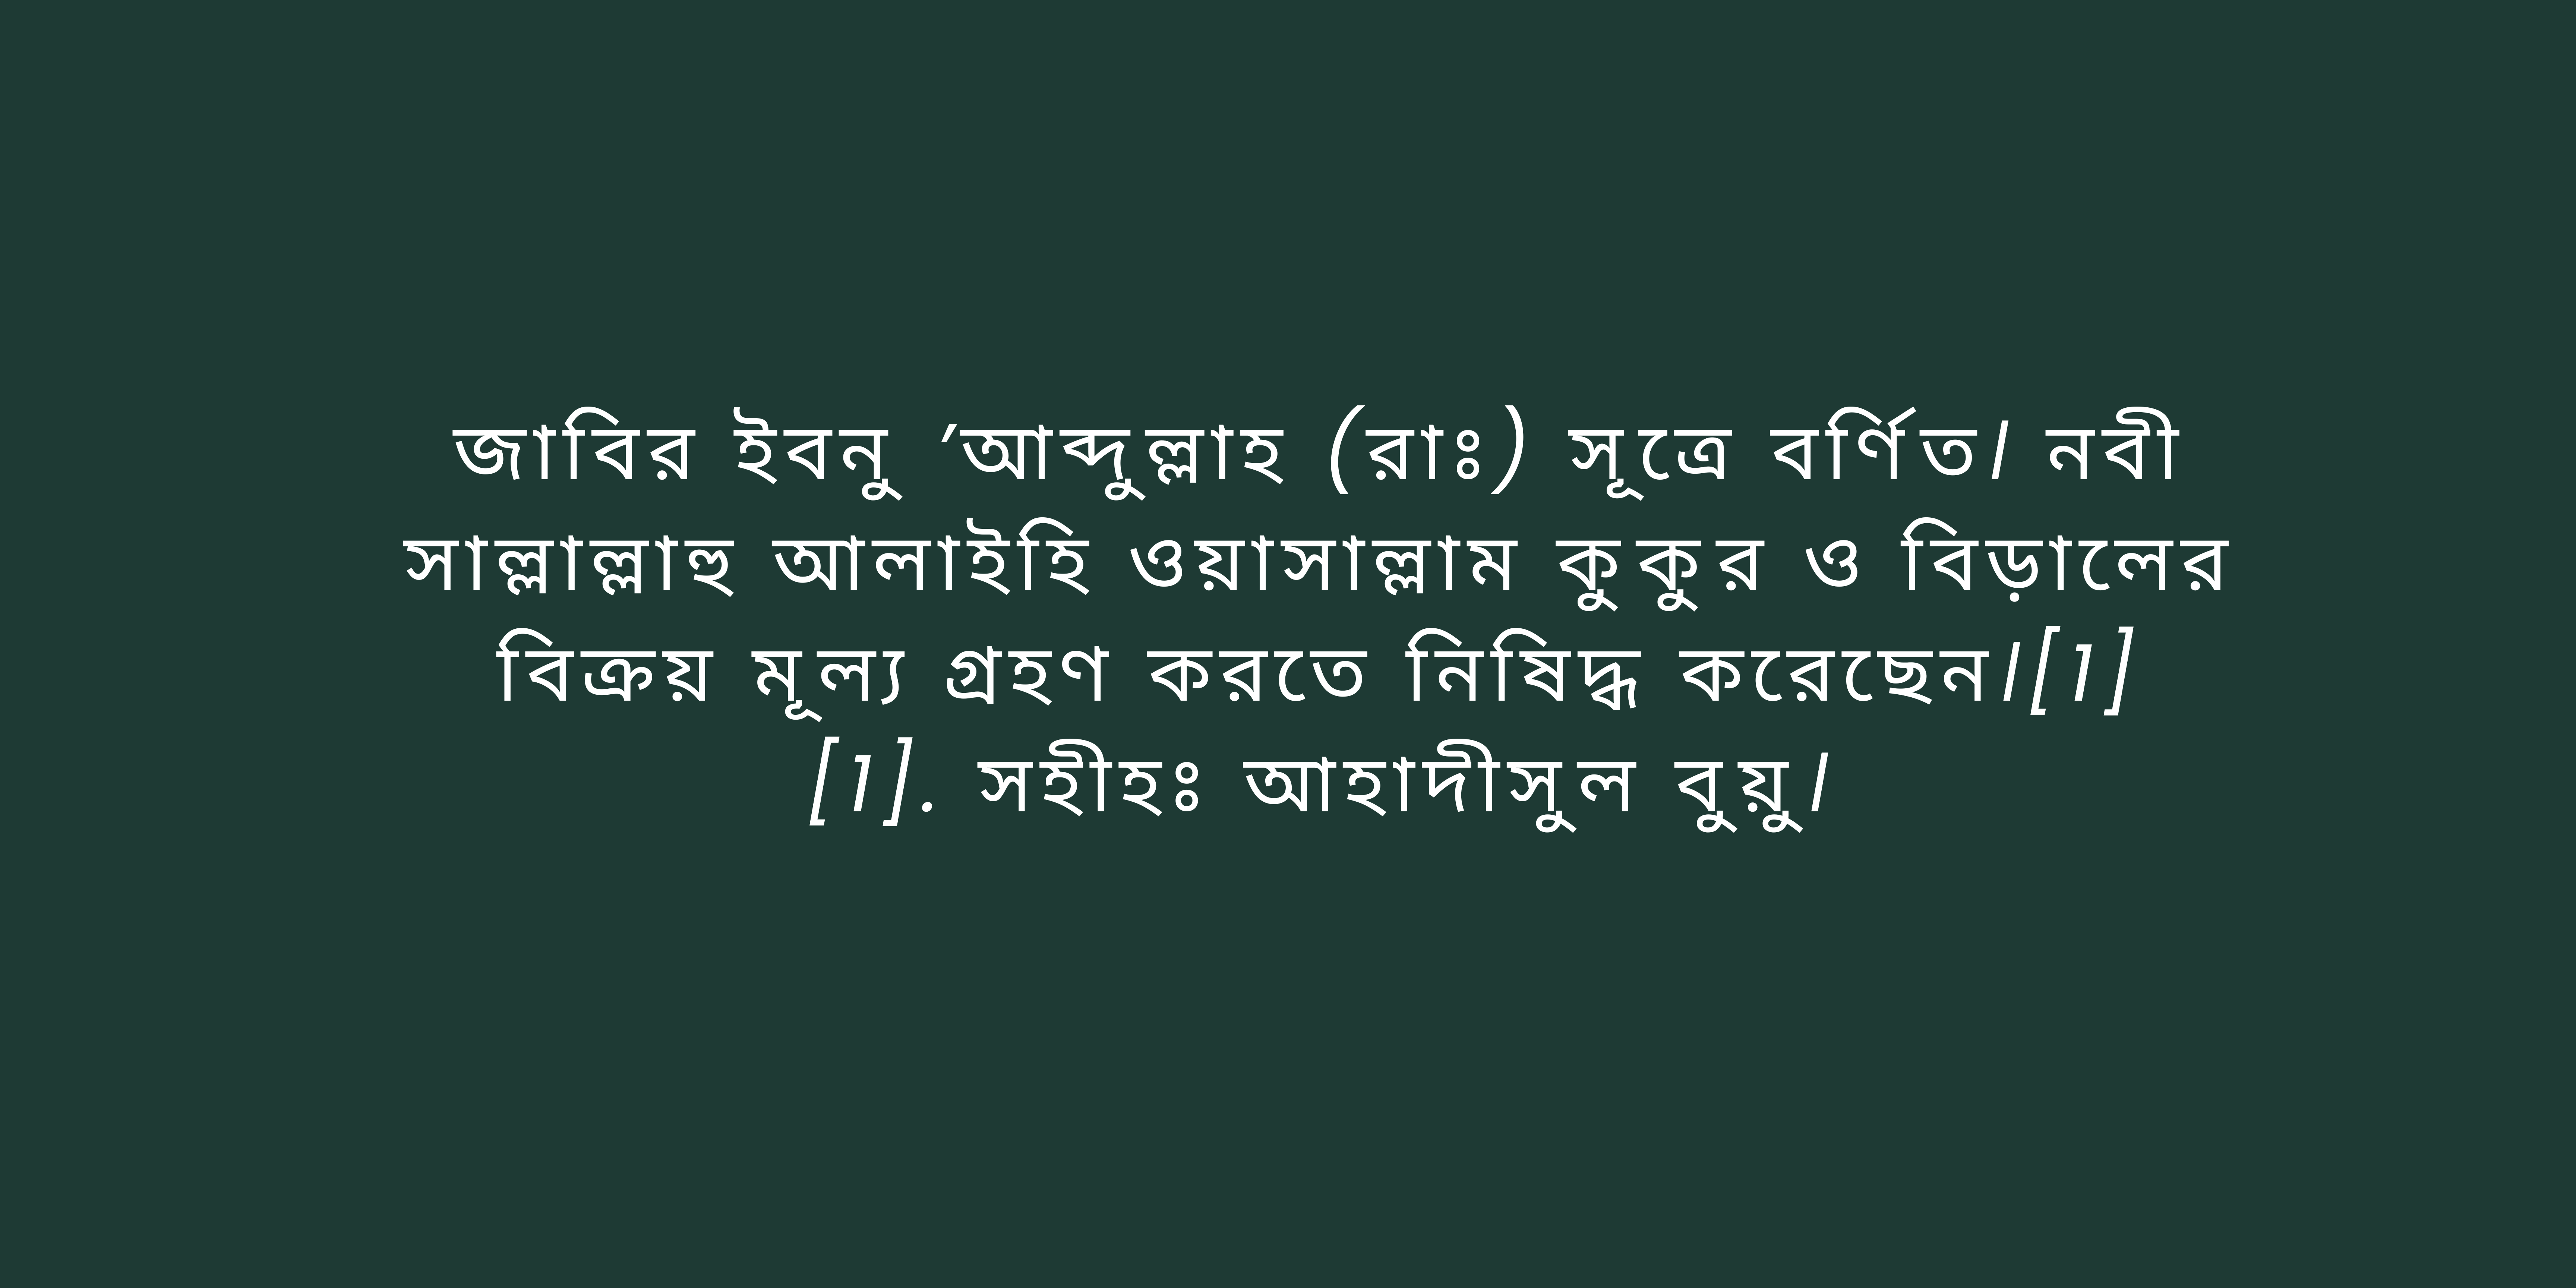 জাবির ইবনু ’আব্দুল্লাহ (রাঃ) সূত্রে বর্ণিত। নবী
সাল্লাল্লাহু আলাইহি ওয়াসাল্লাম কুকুর ও বিড়ালের
বিক্রয় মূল্য গ্রহণ করতে নিষিদ্ধ করেছেন।[1]
[1]. সহীহঃ আহাদীসুল বুয়ু।